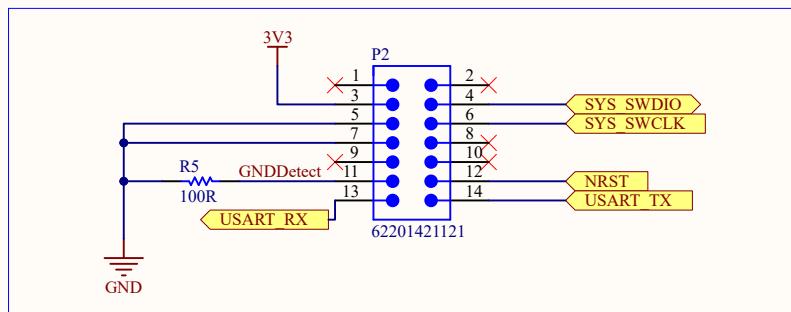 3V3
P2
1 2
3 4 SYS_SWDIO
5 6 SYS_SWCLK
7 8
9 10
R5 GNDDetect 11 12 NRST
100R 13 14 USART_TX
USART_RX
62201421121
GND